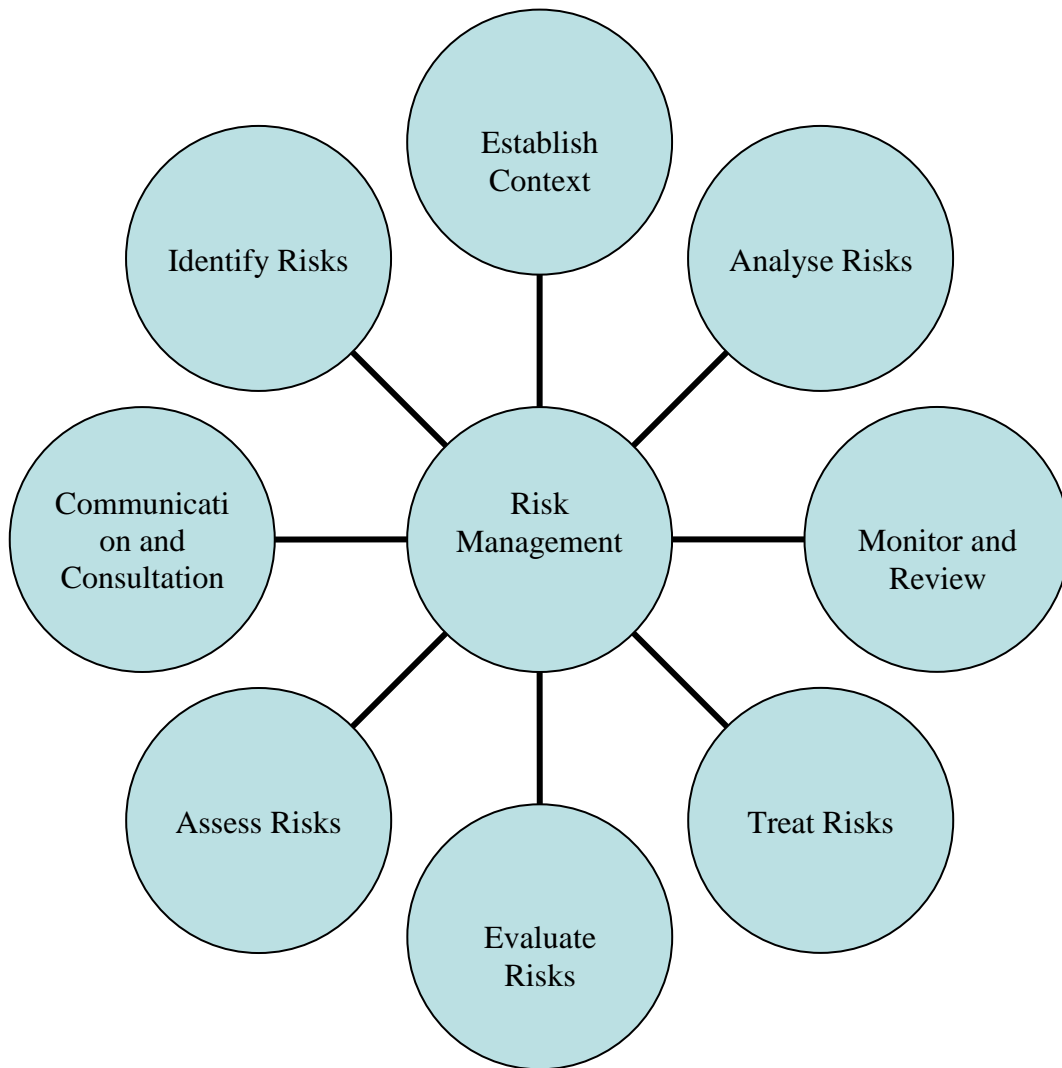 Establish
Context
Identify Risks
Analyse Risks
Communicati
on and
Consultation
Risk
Management
Monitor and
Review
Assess Risks
Treat Risks
Evaluate
Risks